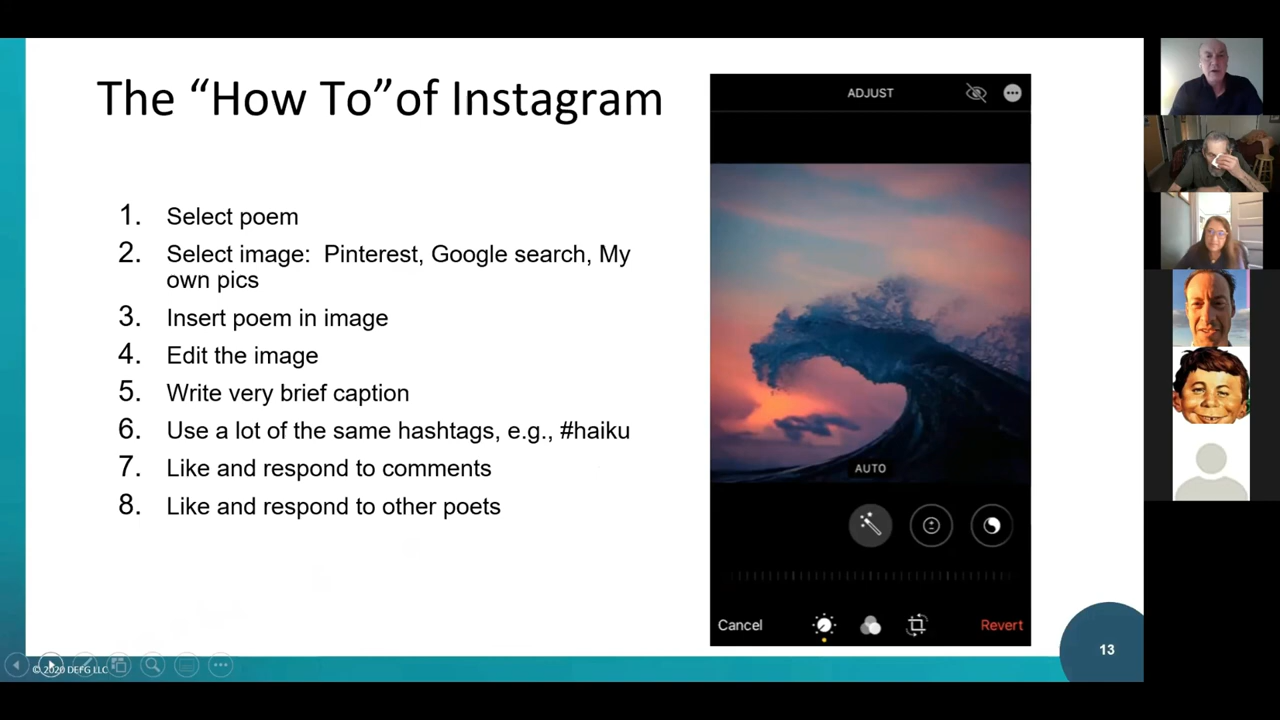 The “How To”of Instagram
1. Select poem
2. Select image:  Pinterest, Google search, My
own pics
3. Insert poem in image
4. Edit the image
5. Write very brief caption
6. Use a lot of the same hashtags, e.g., #haiku
7. Like and respond to comments
8. Like and respond to other poets
ADJUST
AUTO
Cancel
Revert
13
© 2020 DEFG LLC